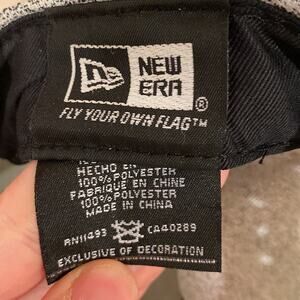 NE
NEW
ERA
®
FLY YOUR OWN FLAG™
HECHO EN
100% POLYESTER
FABRIQUE EN CHINE
100% POLYESTER
MADE IN CHINA
RN11493 CA40289
EXCLUSIVE OF DECORATION